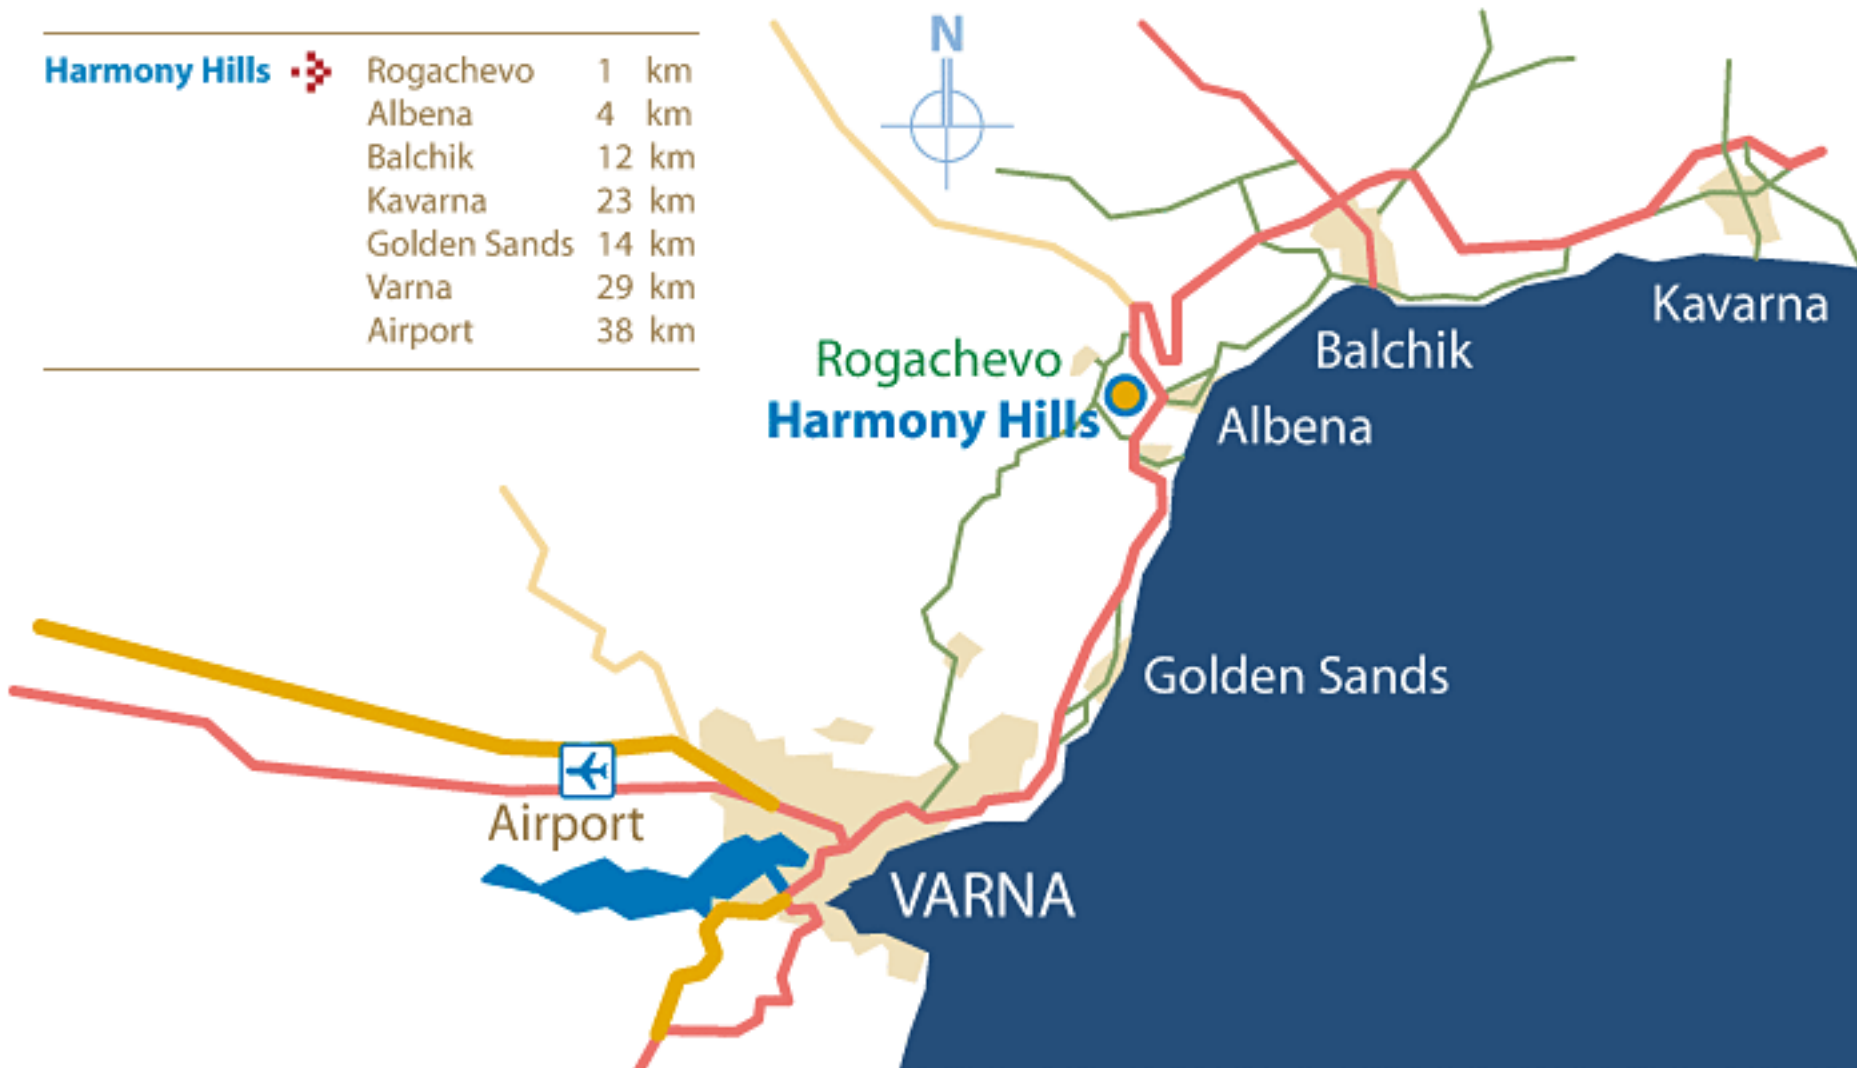 Harmony Hills Rogachevo 1 km
Albena 4 km
Balchik 12 km
Kavarna 23 km
Golden Sands 14 km
Varna 29 km
Airport 38 km
N
Kavarna
Balchik
Rogachevo
Harmony Hills
Albena
Golden Sands
Airport
VARNA